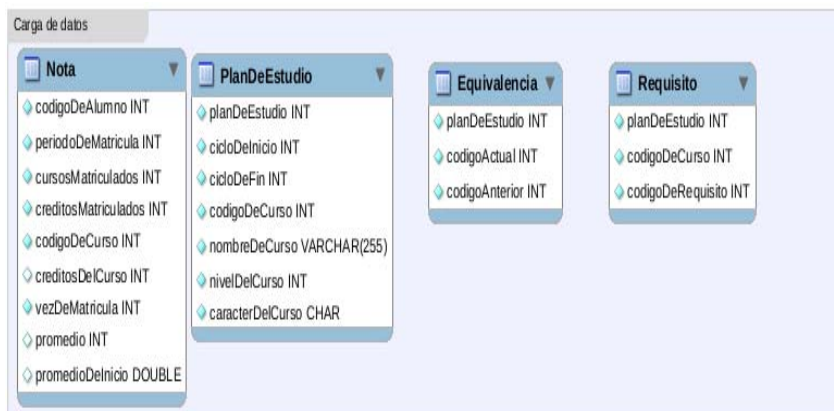 Carga de datos
Nota
codigoDeAlumno INT
periodoDeMatricula INT
cursosMatriculados INT
creditosMatriculados INT
codigoDeCurso INT
creditosDelCurso INT
vezDeMatricula INT
promedio INT
promedioDeInicio DOUBLE
PlanDeEstudio
planDeEstudio INT
cicloDeInicio INT
cicloDeFin INT
codigoDeCurso INT
nombreDeCurso VARCHAR(255)
nivelDelCurso INT
caracterDelCurso CHAR
Equivalencia
planDeEstudio INT
codigoActual INT
codigoAnterior INT
Requisito
planDeEstudio INT
codigoDeCurso INT
codigoDeRequisito INT